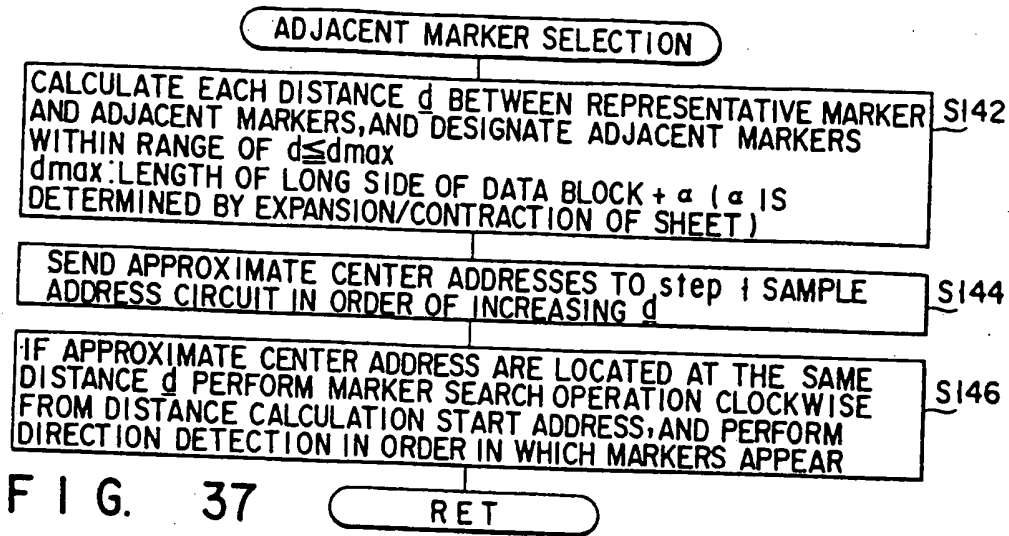 ADJACENT MARKER SELECTION
CALCULATE EACH DISTANCE d BETWEEN REPRESENTATIVE MARKER
AND ADJACENT MARKERS, AND DESIGNATE ADJACENT MARKERS
WITHIN RANGE OF d≦dmax
dmax:LENGTH OF LONG SIDE OF DATA BLOCK + α (α IS
DETERMINED BY EXPANSION/CONTRACTION OF SHEET)
S142
SEND APPROXIMATE CENTER ADDRESSES TO step 1 SAMPLE
ADDRESS CIRCUIT IN ORDER OF INCREASING d
S144
IF APPROXIMATE CENTER ADDRESS ARE LOCATED AT THE SAME
DISTANCE d PERFORM MARKER SEARCH OPERATION CLOCKWISE
FROM DISTANCE CALCULATION START ADDRESS, AND PERFORM
DIRECTION DETECTION IN ORDER IN WHICH MARKERS APPEAR
S146
RET
FIG. 37